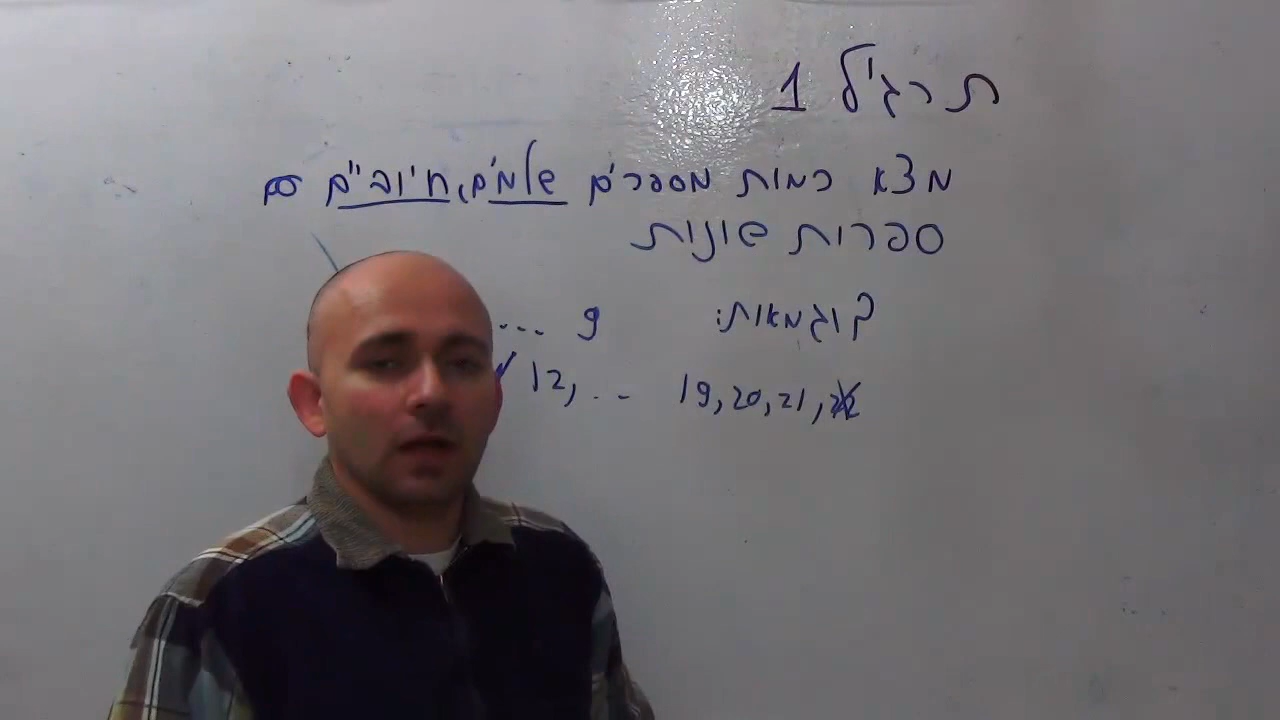 תרגיל 1
מצא כמות מספרים שלמים, חיוביים עם
ספרות שונות
דוגמאות: 9 ...
12, ... 19, 20, 21, 22